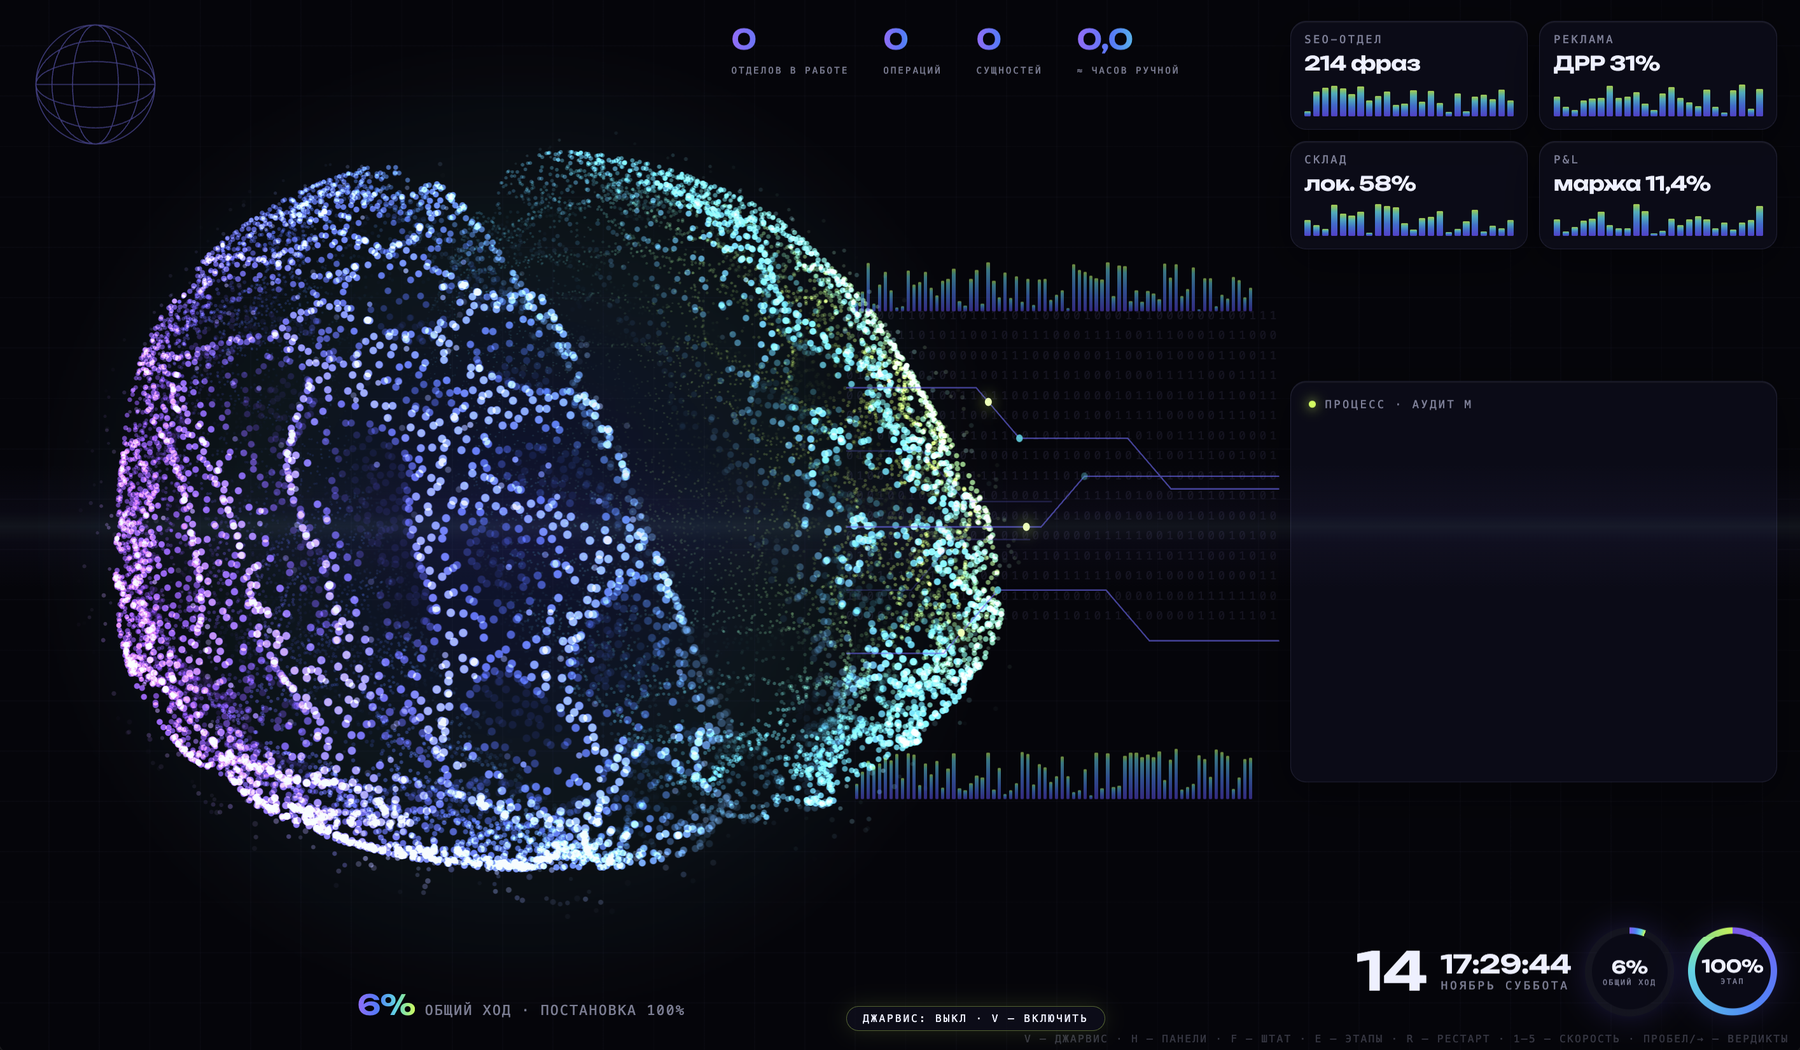 0 0 0 0,0
ОТДЕЛОВ В РАБОТЕ ОПЕРАЦИЙ СУЩНОСТЕЙ ≈ ЧАСОВ РУЧНОЙ
SEO-ОТДЕЛ
214 фраз
РЕКЛАМА
ДРР 31%
СКЛАД
лок. 58%
P&L
маржа 11,4%
ПРОЦЕСС · АУДИТ М
14
17:29:44
НОЯБРЬ СУББОТА
6%
ОБЩИЙ ХОД
100%
ЭТАП
6% ОБЩИЙ ХОД · ПОСТАНОВКА 100%
ДЖАРВИС: ВЫКЛ · V — ВКЛЮЧИТЬ
V — ДЖАРВИС · H — ПАНЕЛИ · F — ШТАТ · E — ЭТАПЫ · R — РЕСТАРТ · 1–5 — СКОРОСТЬ · ПРОБЕЛ/→ — ВЕРДИКТЫ